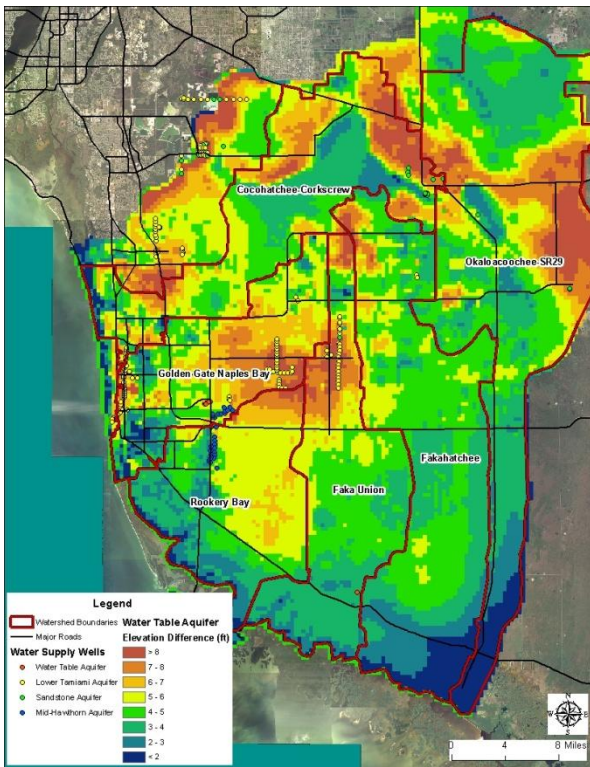 Cocohatchee-Corkscrew
Okaloacoochee-SR29
Golden Gate Naples Bay
Fakahatchee
Faka Union
Rookery Bay
Legend
Watershed Boundaries
Major Roads
Water Supply Wells
Water Table Aquifer
Lower Tamiami Aquifer
Sandstone Aquifer
Mid-Hawthorn Aquifer
Water Table Aquifer
Elevation Difference (ft)
> 8
7 - 8
6 - 7
5 - 6
4 - 5
3 - 4
2 - 3
< 2
N
W
E
S
0 4 8 Miles